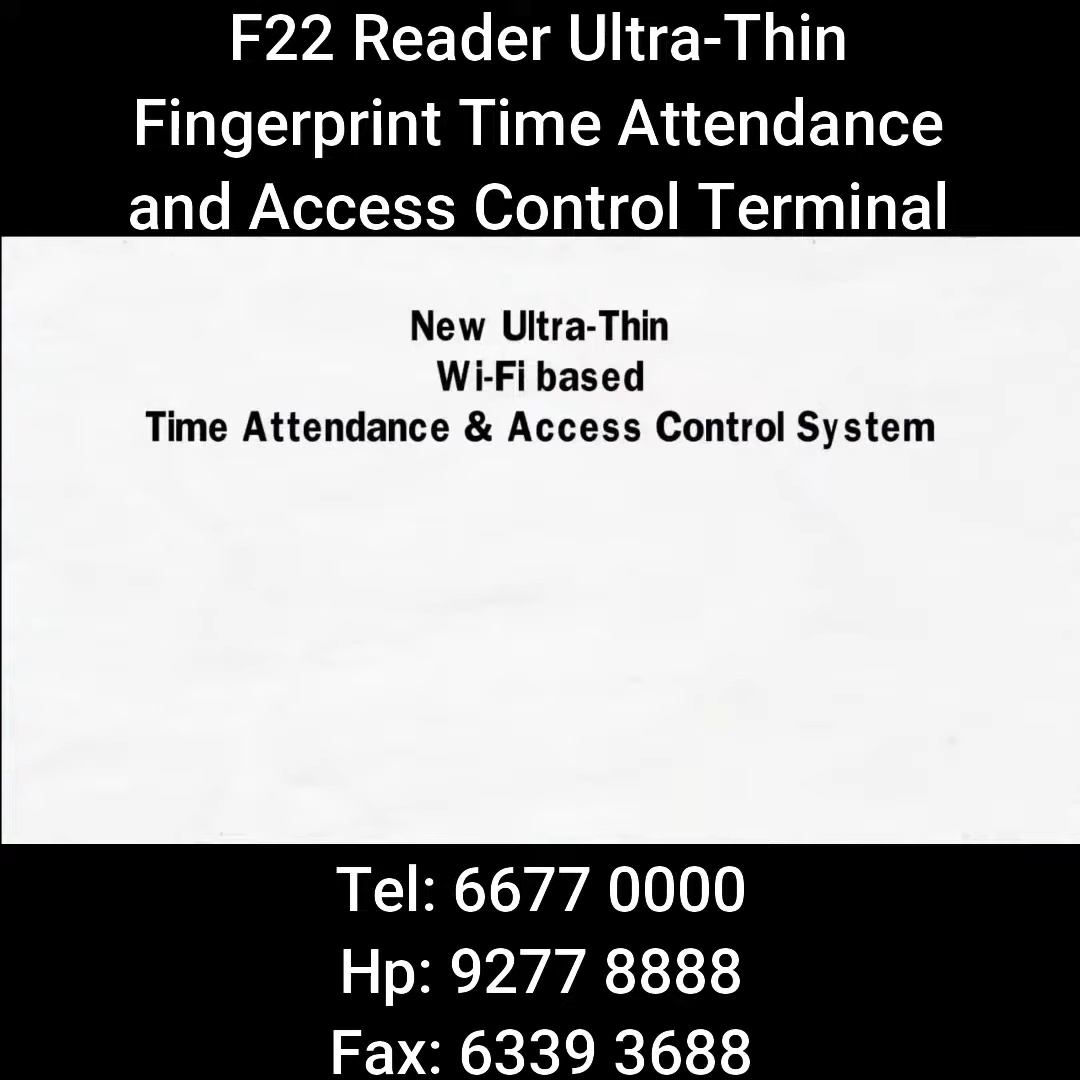 F22 Reader Ultra-Thin
Fingerprint Time Attendance
and Access Control Terminal
New Ultra-Thin
Wi-Fi based
Time Attendance & Access Control System
Tel: 6677 0000
Hp: 9277 8888
Fax: 6339 3688